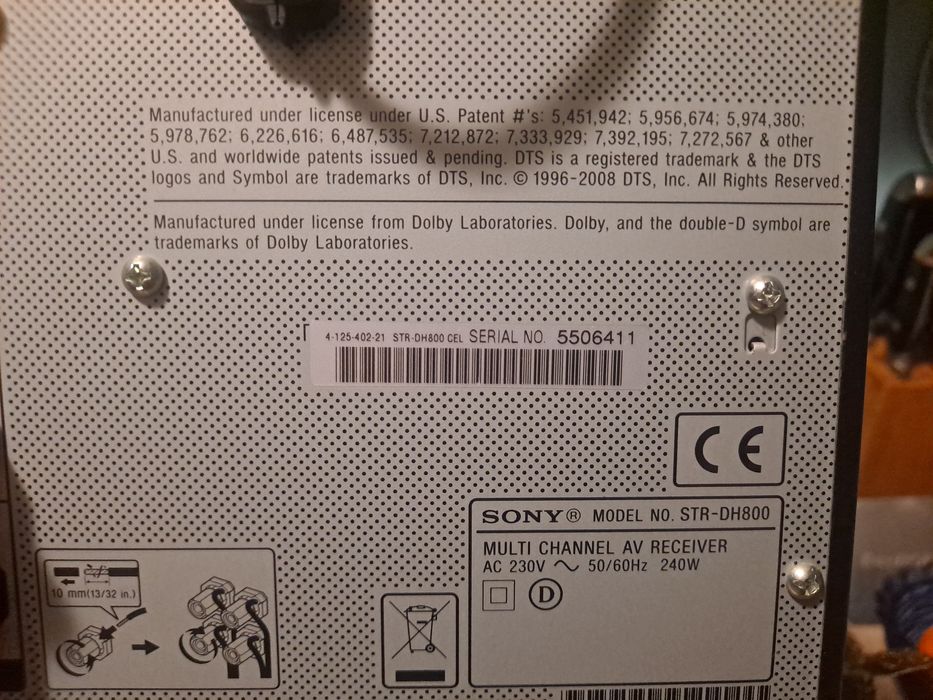 Manufactured under license under U.S. Patent #'s: 5,451,942; 5,956,674; 5,974,380;
5,978,762; 6,226,616; 6,487,535; 7,212,872; 7,333,929; 7,392,195; 7,272,567 & other
U.S. and worldwide patents issued & pending. DTS is a registered trademark & the DTS
logos and Symbol are trademarks of DTS, Inc. © 1996-2008 DTS, Inc. All Rights Reserved.
Manufactured under license from Dolby Laboratories. Dolby, and the double-D symbol are
trademarks of Dolby Laboratories.
4-125-402-21 STR-DH800 CEL SERIAL NO. 5506411
CE
SONY® MODEL NO. STR-DH800
MULTI CHANNEL AV RECEIVER
AC 230V ~ 50/60Hz 240W
D
10 mm(13/32 in.)